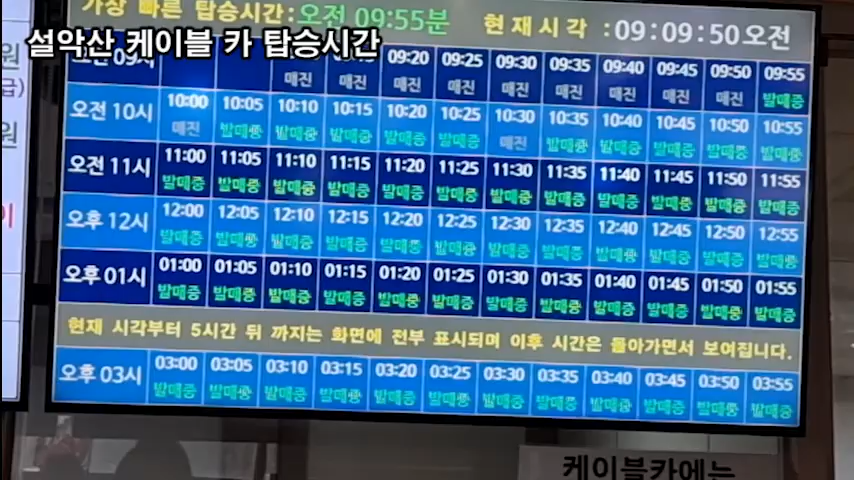 가장 빠른 탑승시간:오전 09:55분 현재시각 :09:09:50오전
설악산 케이블 카 탑승시간
오전 09시 09:20 09:25 09:30 09:35 09:40 09:45 09:50 09:55
매진 매진 매진 매진 매진 매진 매진 매진 매진 발매중
오전 10시 10:00 10:05 10:10 10:15 10:20 10:25 10:30 10:35 10:40 10:45 10:50 10:55
매진 발매중 발매중 발매중 발매중 발매중 매진 발매중 발매중 발매중 발매중 발매중
오전 11시 11:00 11:05 11:10 11:15 11:20 11:25 11:30 11:35 11:40 11:45 11:50 11:55
발매중 발매중 발매중 발매중 발매중 발매중 발매중 발매중 발매중 발매중 발매중 발매중
오후 12시 12:00 12:05 12:10 12:15 12:20 12:25 12:30 12:35 12:40 12:45 12:50 12:55
발매중 발매중 발매중 발매중 발매중 발매중 발매중 발매중 발매중 발매중 발매중 발매중
오후 01시 01:00 01:05 01:10 01:15 01:20 01:25 01:30 01:35 01:40 01:45 01:50 01:55
발매중 발매중 발매중 발매중 발매중 발매중 발매중 발매중 발매중 발매중 발매중 발매중
현재 시각부터 5시간 뒤 까지는 화면에 전부 표시되며 이후 시간은 돌아가면서 보여집니다.
오후 03시 03:00 03:05 03:10 03:15 03:20 03:25 03:30 03:35 03:40 03:45 03:50 03:55
발매중 발매중 발매중 발매중 발매중 발매중 발매중 발매중 발매중 발매중 발매중 발매중
케이블카에는
원
급)
원
이